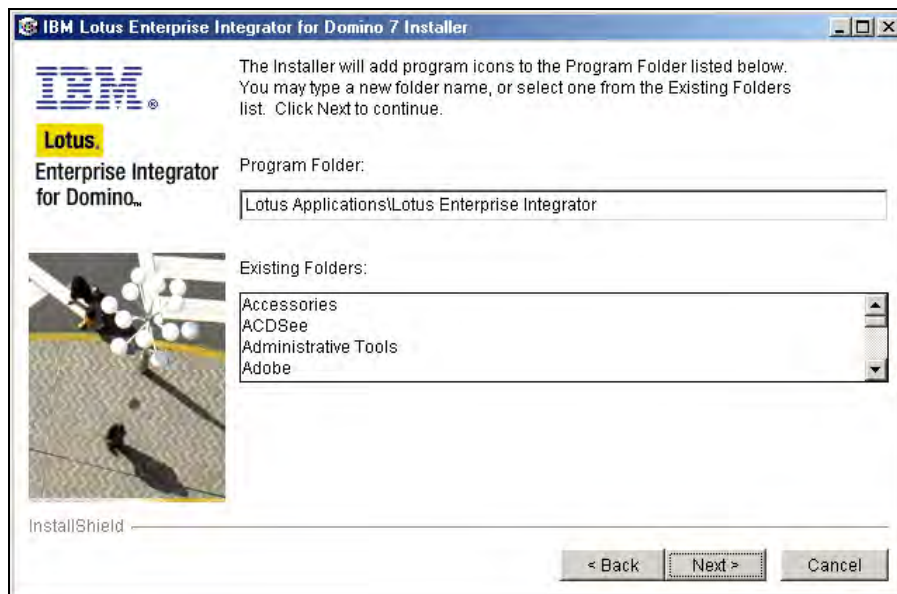 IBM Lotus Enterprise Integrator for Domino 7 Installer
IBM®
Lotus.
Enterprise Integrator
for Domino™
The Installer will add program icons to the Program Folder listed below.
You may type a new folder name, or select one from the Existing Folders
list. Click Next to continue.
Program Folder:
Lotus Applications\Lotus Enterprise Integrator
Existing Folders:
Accessories
ACDSee
Administrative Tools
Adobe
InstallShield
< Back
Next >
Cancel